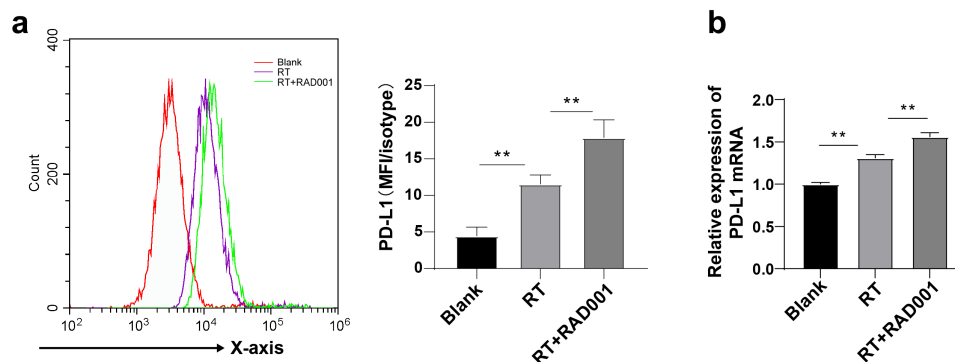 a
400
200
0
Count
Blank
RT
RT+RAD001
10²
10³
10⁴
10⁵
10⁶
X-axis
PD-L1(MFI/isotype)
25
20
15
10
5
0
**
**
Blank
RT
RT+RAD001
b
Relative expression of
PD-L1 mRNA
2.0
1.5
1.0
0.5
0.0
**
**
Blank
RT
RT+RAD001